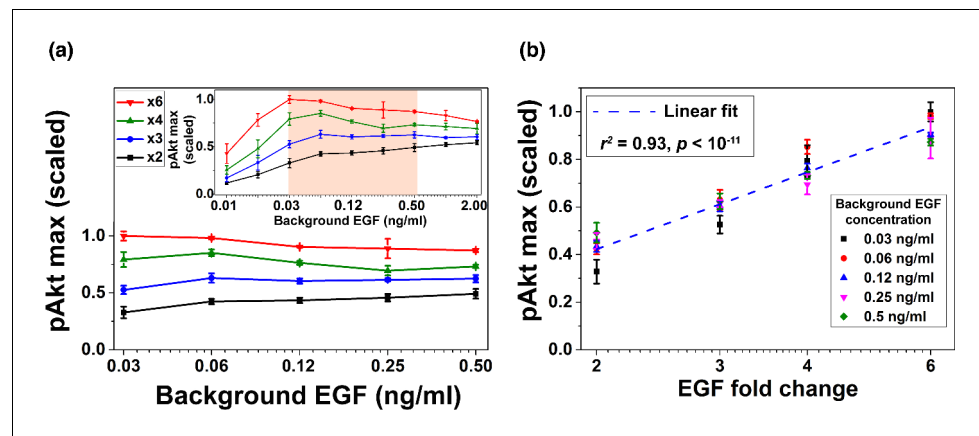 (a)
x6
x4
x3
x2
pAkt max
(scaled)
1.0
0.5
0.0
0.01
0.03
0.12
0.50
2.00
Background EGF (ng/ml)
pAkt max (scaled)
1.0
0.5
0.0
0.03
0.06
0.12
0.25
0.50
Background EGF (ng/ml)
(b)
pAkt max (scaled)
1.0
0.8
0.6
0.4
0.2
0.0
Linear fit
r² = 0.93, p < 10⁻¹¹
Background EGF
concentration
0.03 ng/ml
0.06 ng/ml
0.12 ng/ml
0.25 ng/ml
0.5 ng/ml
2
3
4
6
EGF fold change